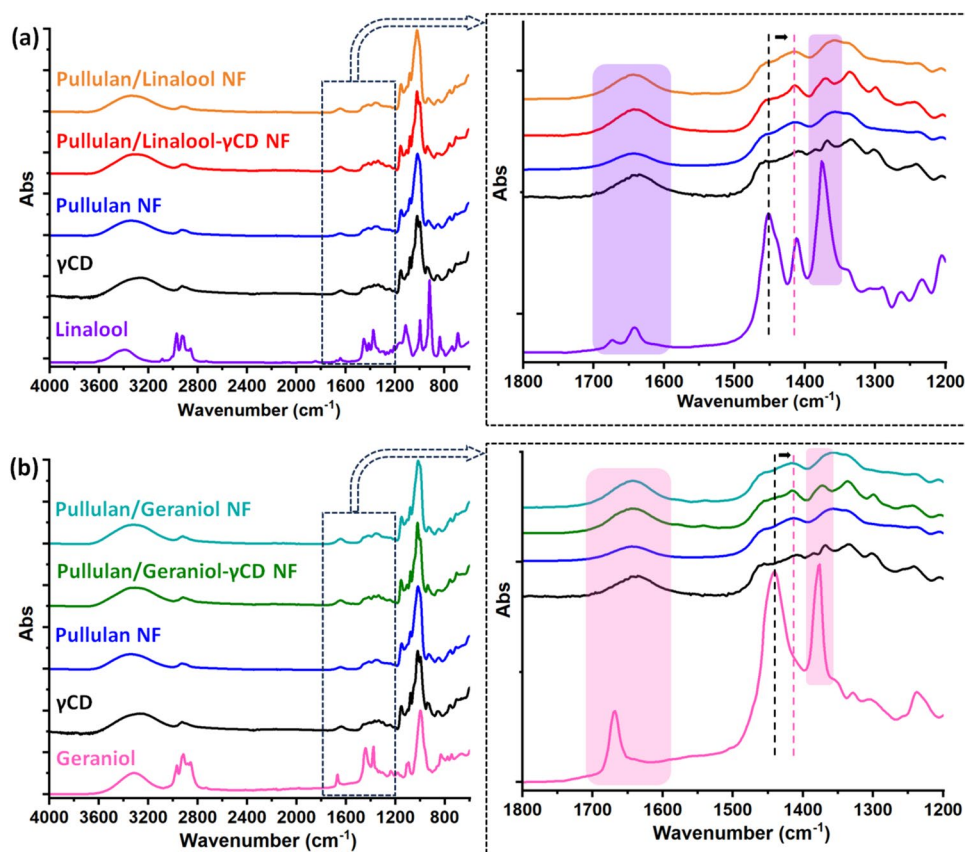 (a)
Pullulan/Linalool NF
Pullulan/Linalool-γCD NF
Pullulan NF
γCD
Linalool
Abs
4000 3600 3200 2800 2400 2000 1600 1200 800
Wavenumber (cm⁻¹)
Abs
1800 1700 1600 1500 1400 1300 1200
Wavenumber (cm⁻¹)
(b)
Pullulan/Geraniol NF
Pullulan/Geraniol-γCD NF
Pullulan NF
γCD
Geraniol
Abs
4000 3600 3200 2800 2400 2000 1600 1200 800
Wavenumber (cm⁻¹)
Abs
1800 1700 1600 1500 1400 1300 1200
Wavenumber (cm⁻¹)